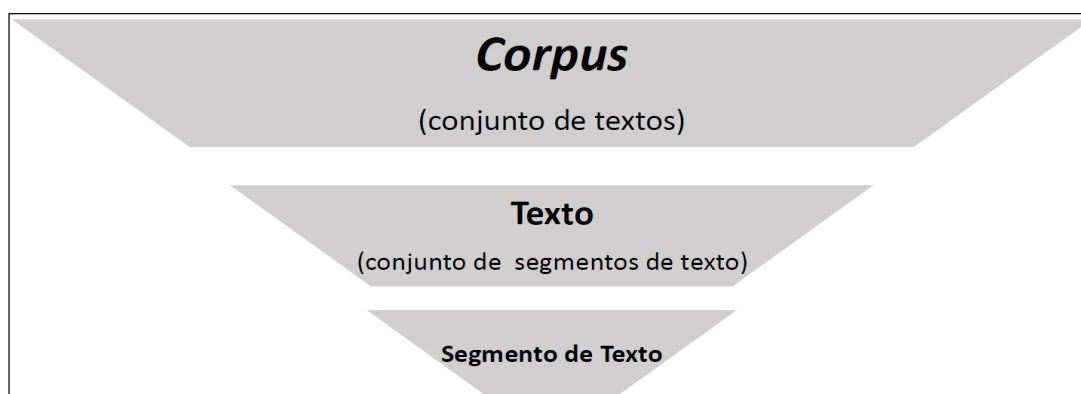 Corpus
(conjunto de textos)
Texto
(conjunto de segmentos de texto)
Segmento de Texto